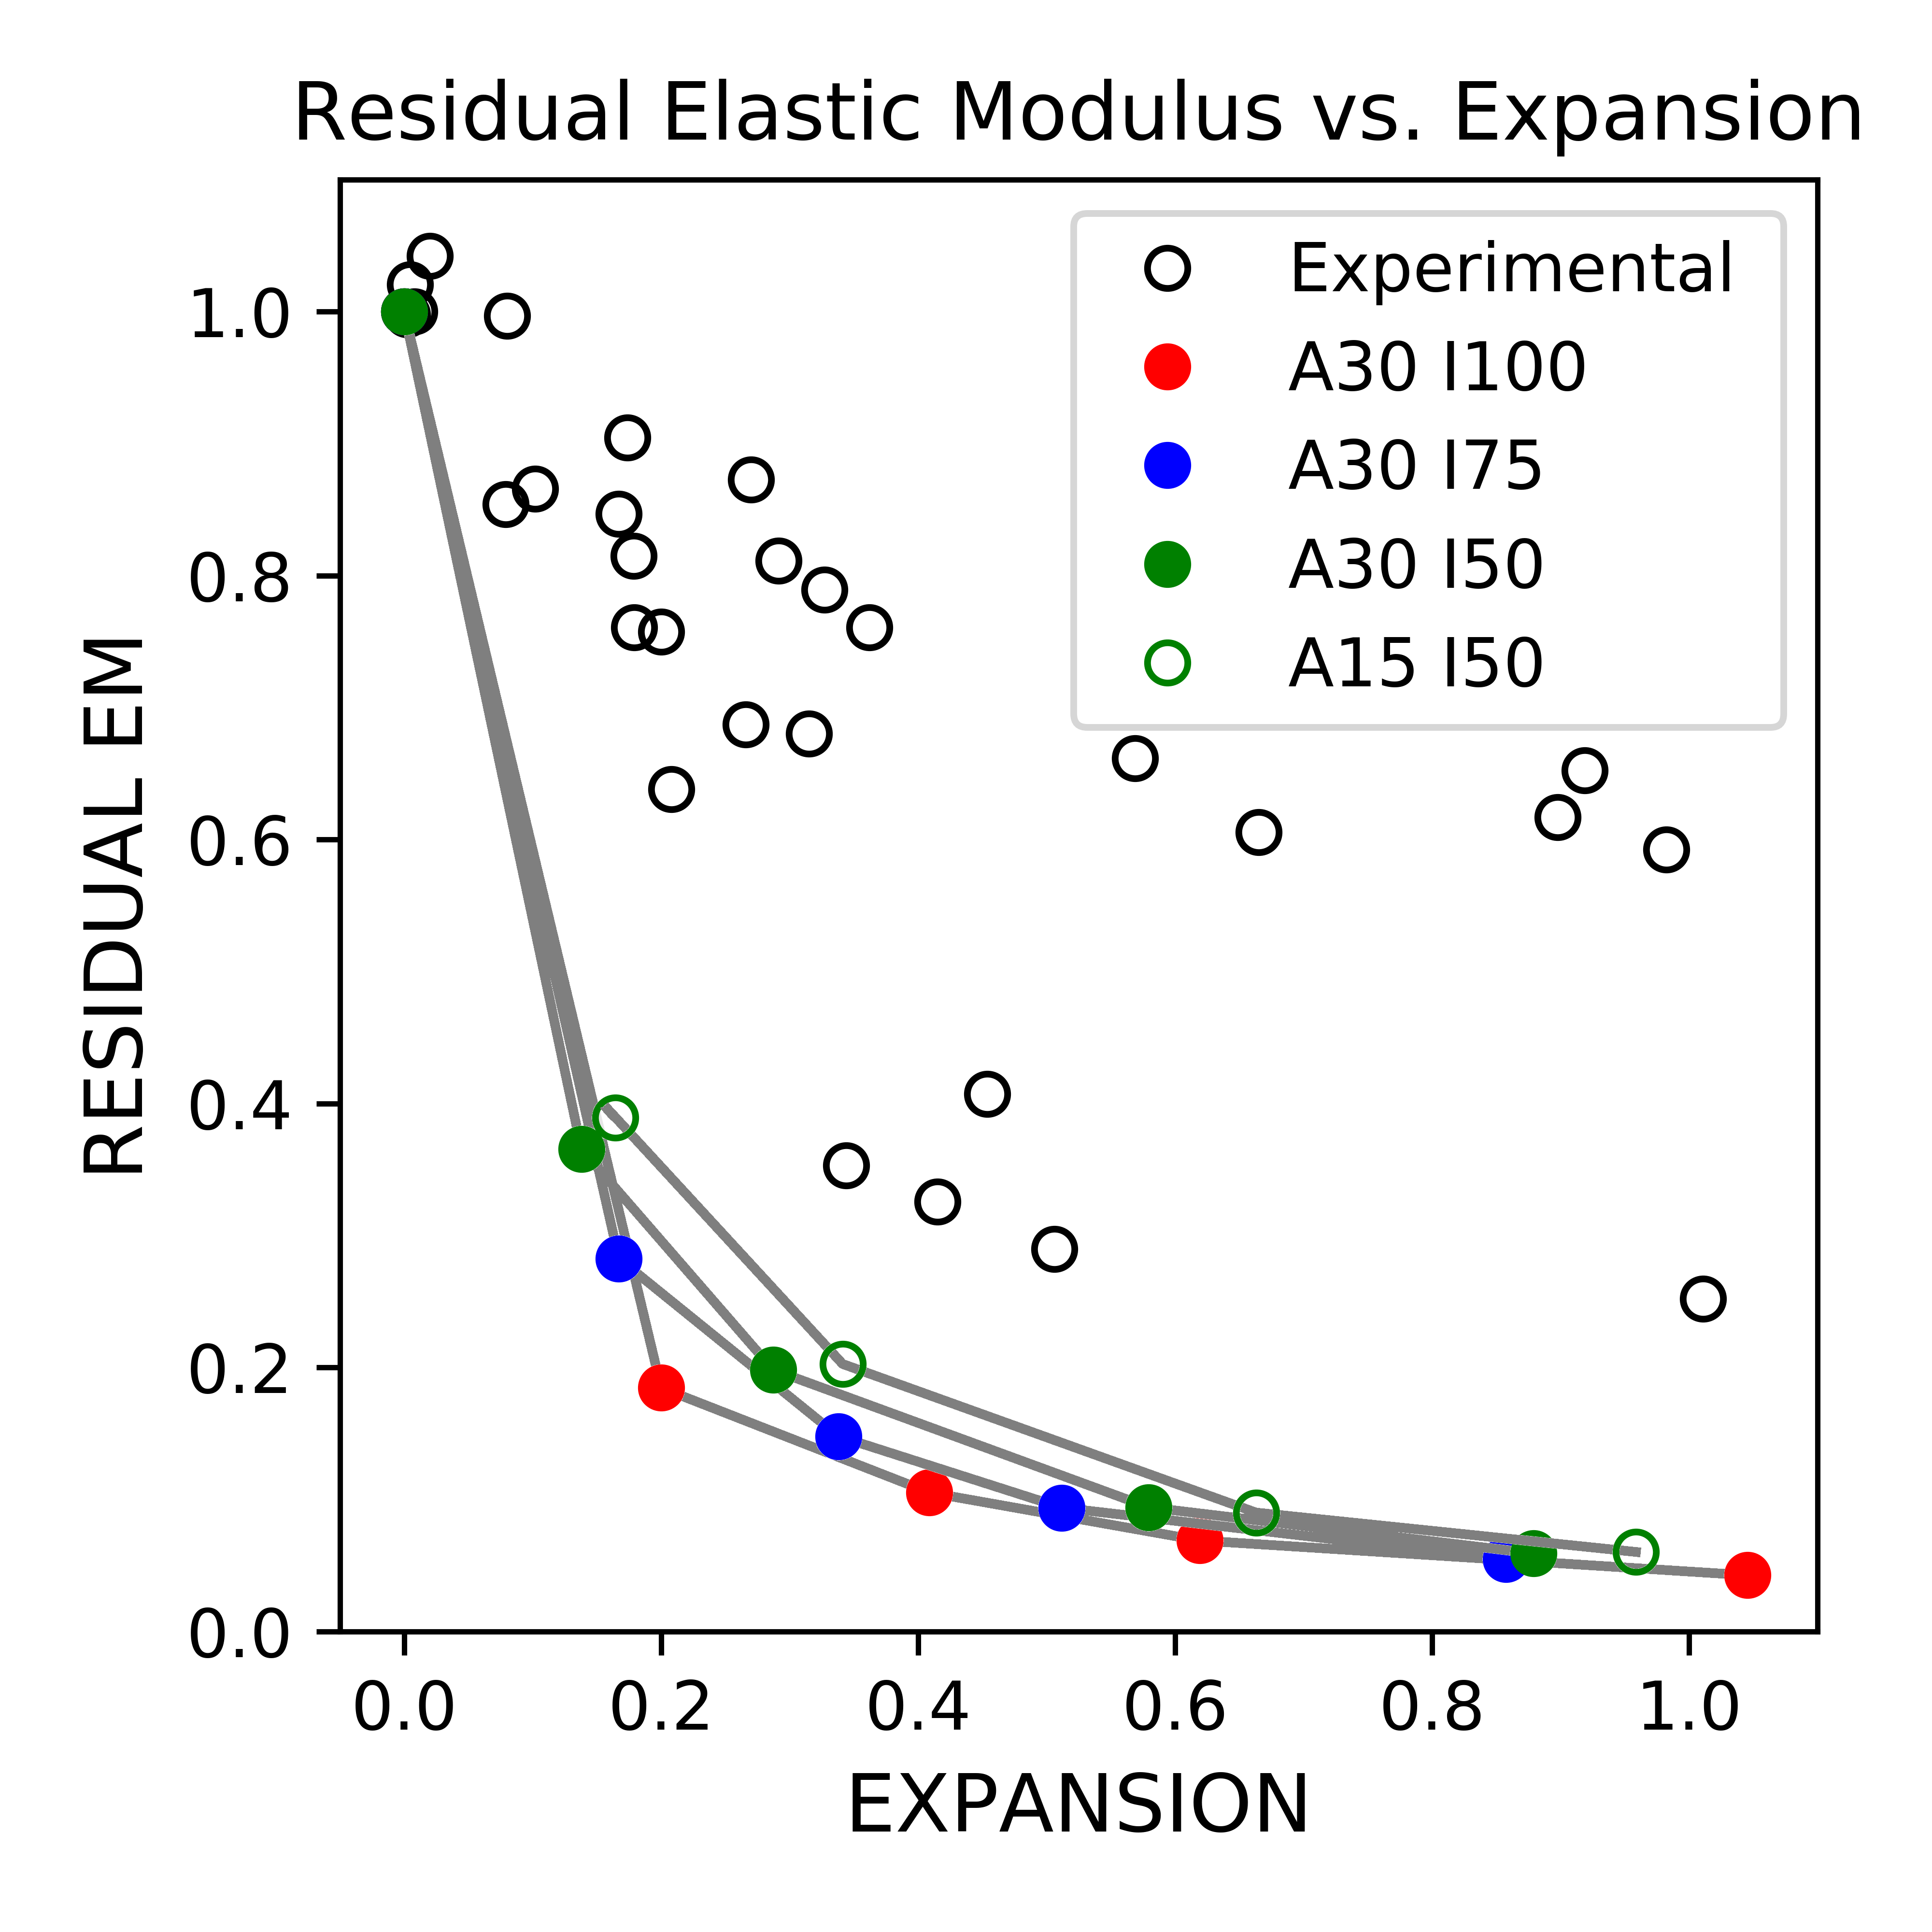 Residual Elastic Modulus vs. Expansion
Experimental
A30 I100
A30 I75
A30 I50
A15 I50
RESIDUAL EM
1.0
0.8
0.6
0.4
0.2
0.0
0.0 0.2 0.4 0.6 0.8 1.0
EXPANSION